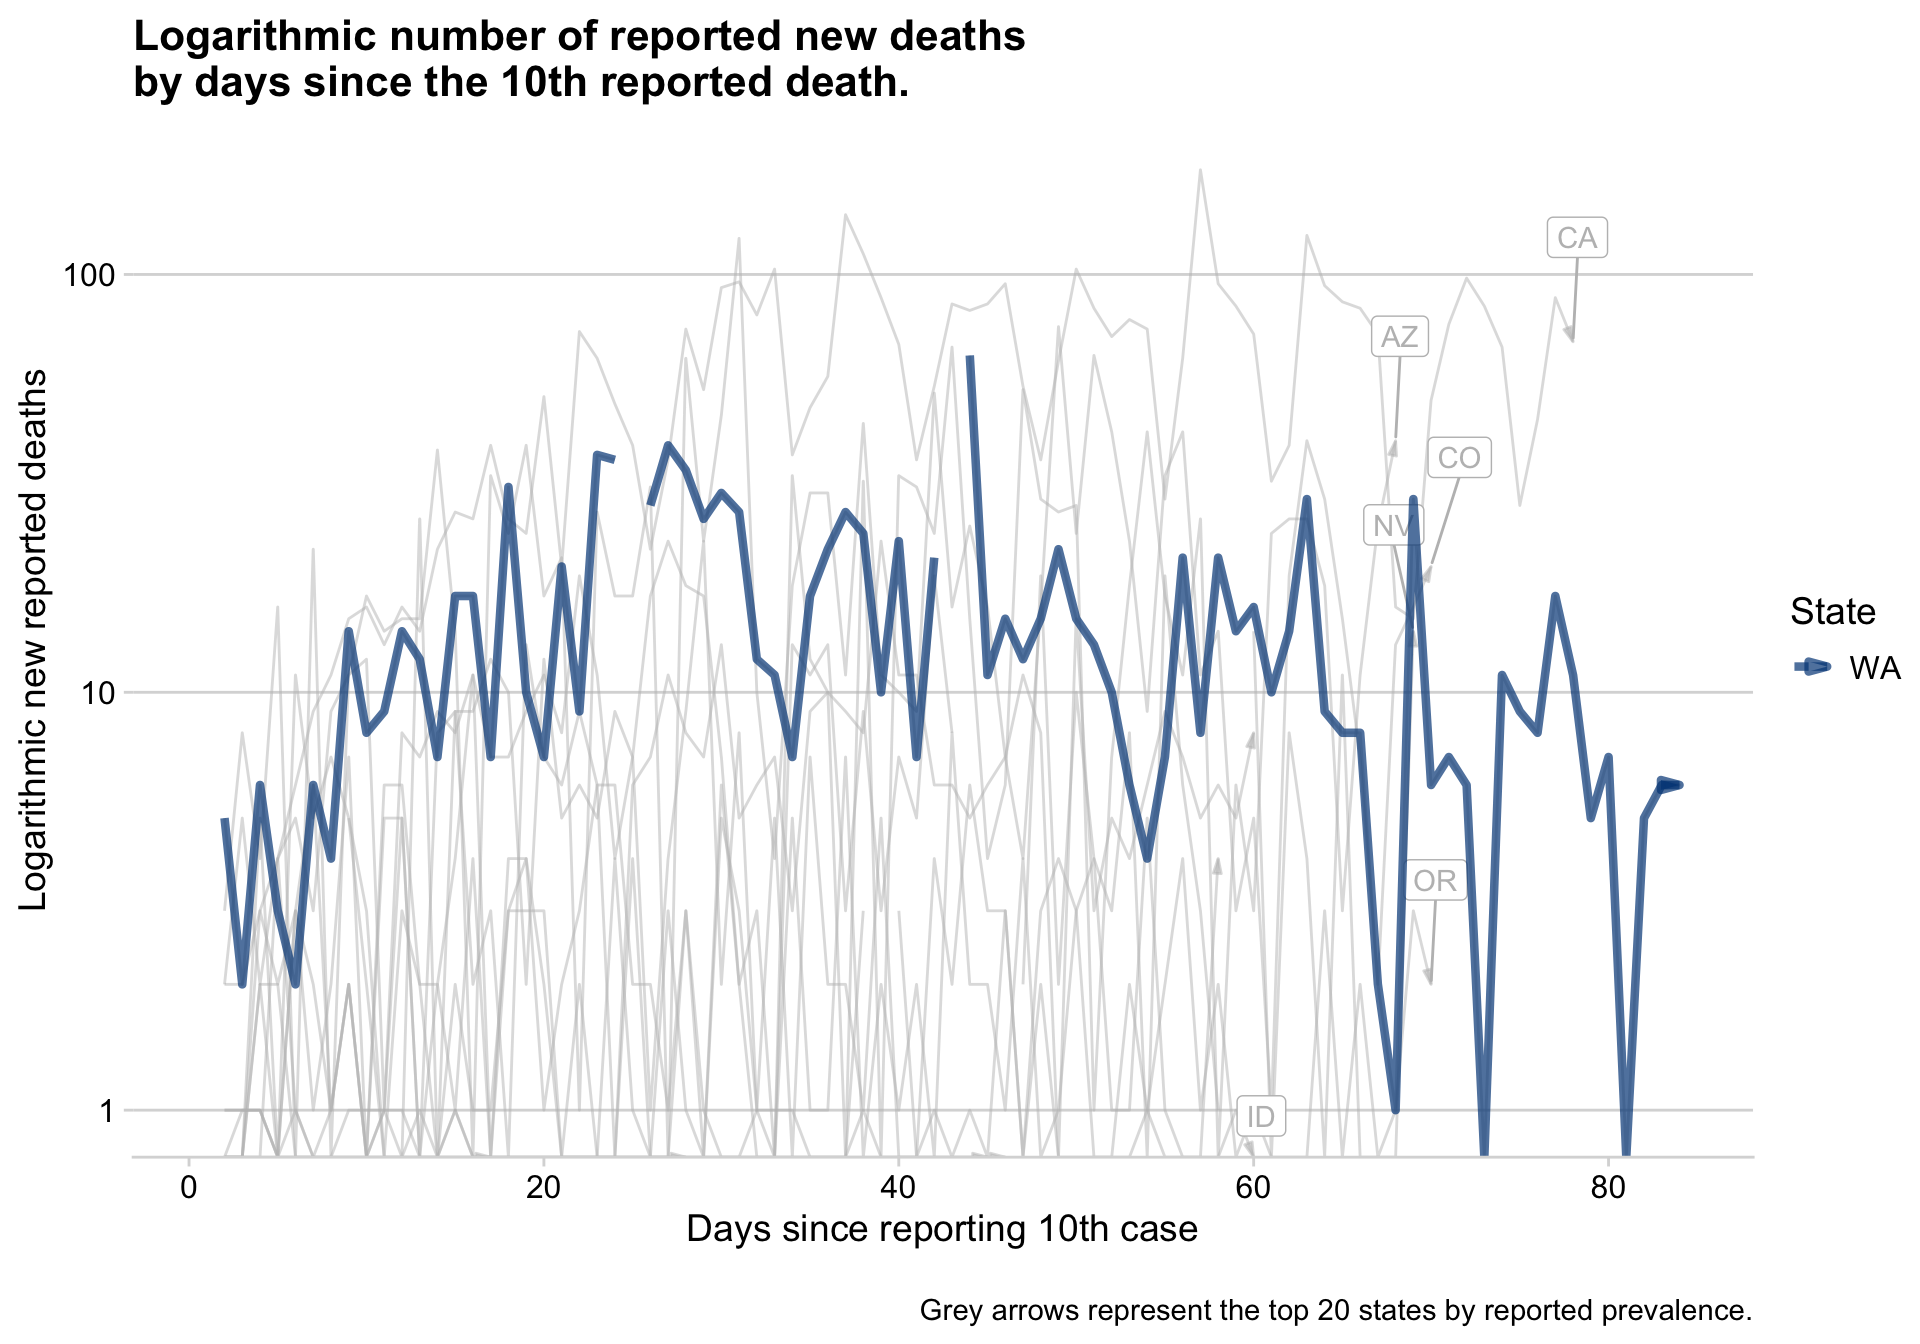 Logarithmic number of reported new deaths
by days since the 10th reported death.
Logarithmic new reported deaths
100
10
1
CA
AZ
CO
NV
OR
ID
State
WA
0
20
40
60
80
Days since reporting 10th case
Grey arrows represent the top 20 states by reported prevalence.